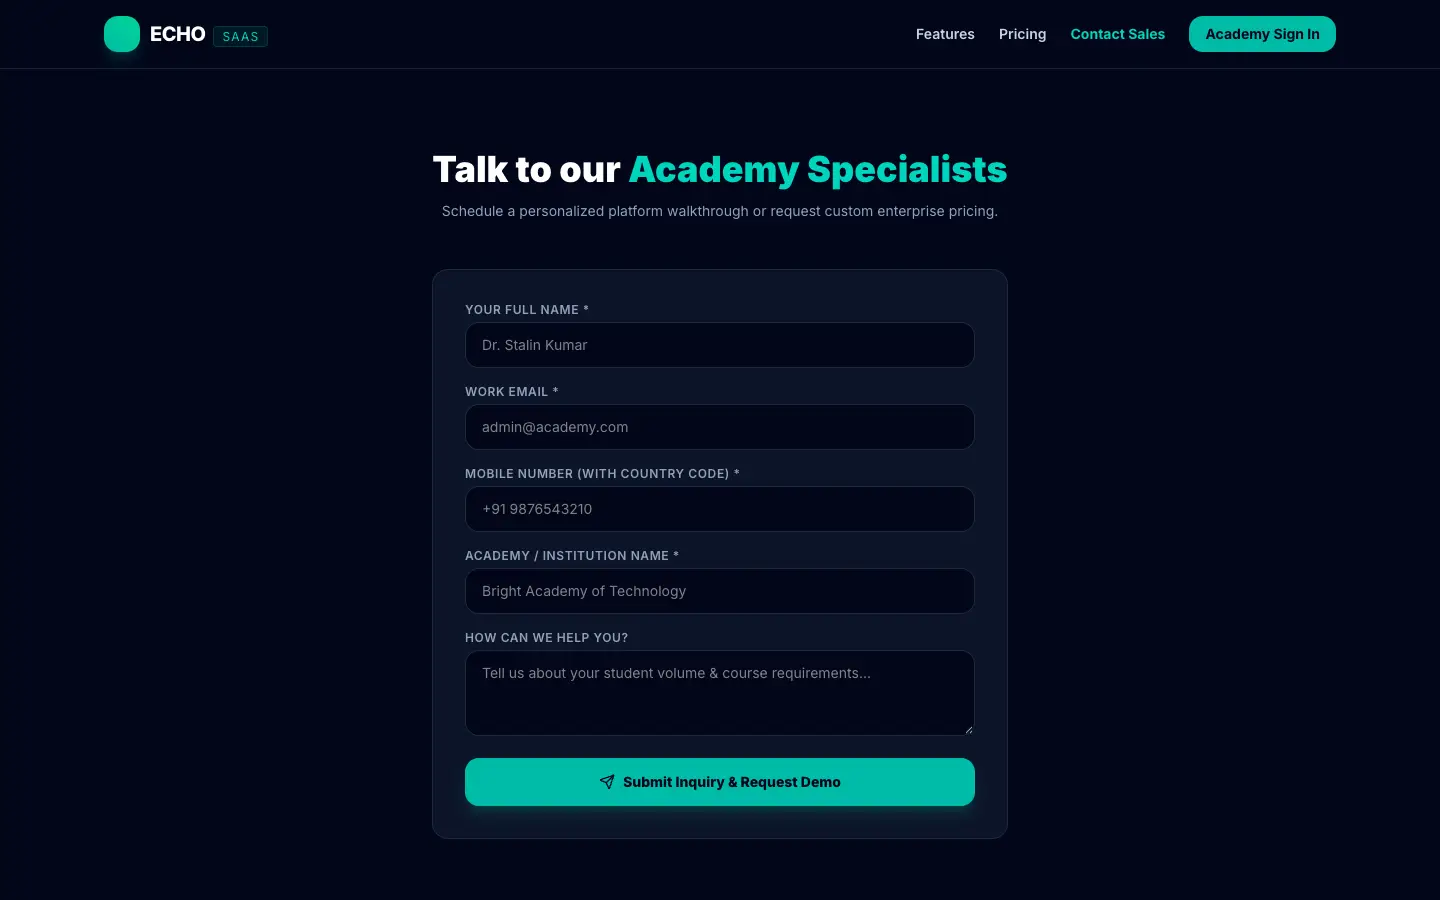 ECHO SAAS
Features Pricing Contact Sales Academy Sign In
Talk to our Academy Specialists
Schedule a personalized platform walkthrough or request custom enterprise pricing.
YOUR FULL NAME *
Dr. Stalin Kumar
WORK EMAIL *
admin@academy.com
MOBILE NUMBER (WITH COUNTRY CODE) *
+91 9876543210
ACADEMY / INSTITUTION NAME *
Bright Academy of Technology
HOW CAN WE HELP YOU?
Tell us about your student volume & course requirements...
Submit Inquiry & Request Demo